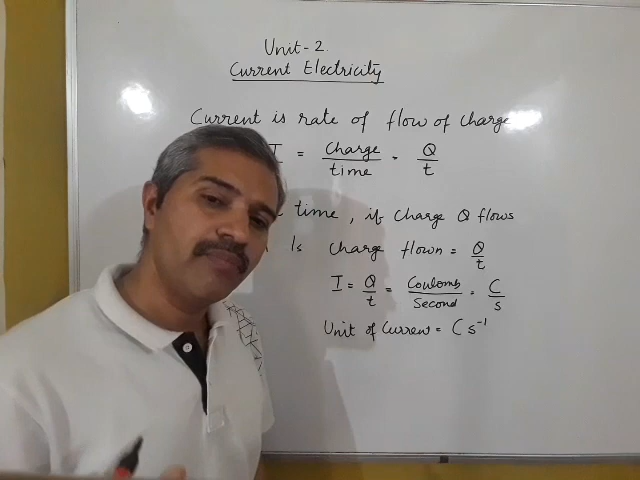 Unit-2.
Current Electricity
Current is rate of flow of charge
I = Charge/time = Q/t
time, if charge Q flows
1s charge flown = Q/t
I = Q/t = Coulomb/Second = C/s
Unit of Current = C s⁻¹